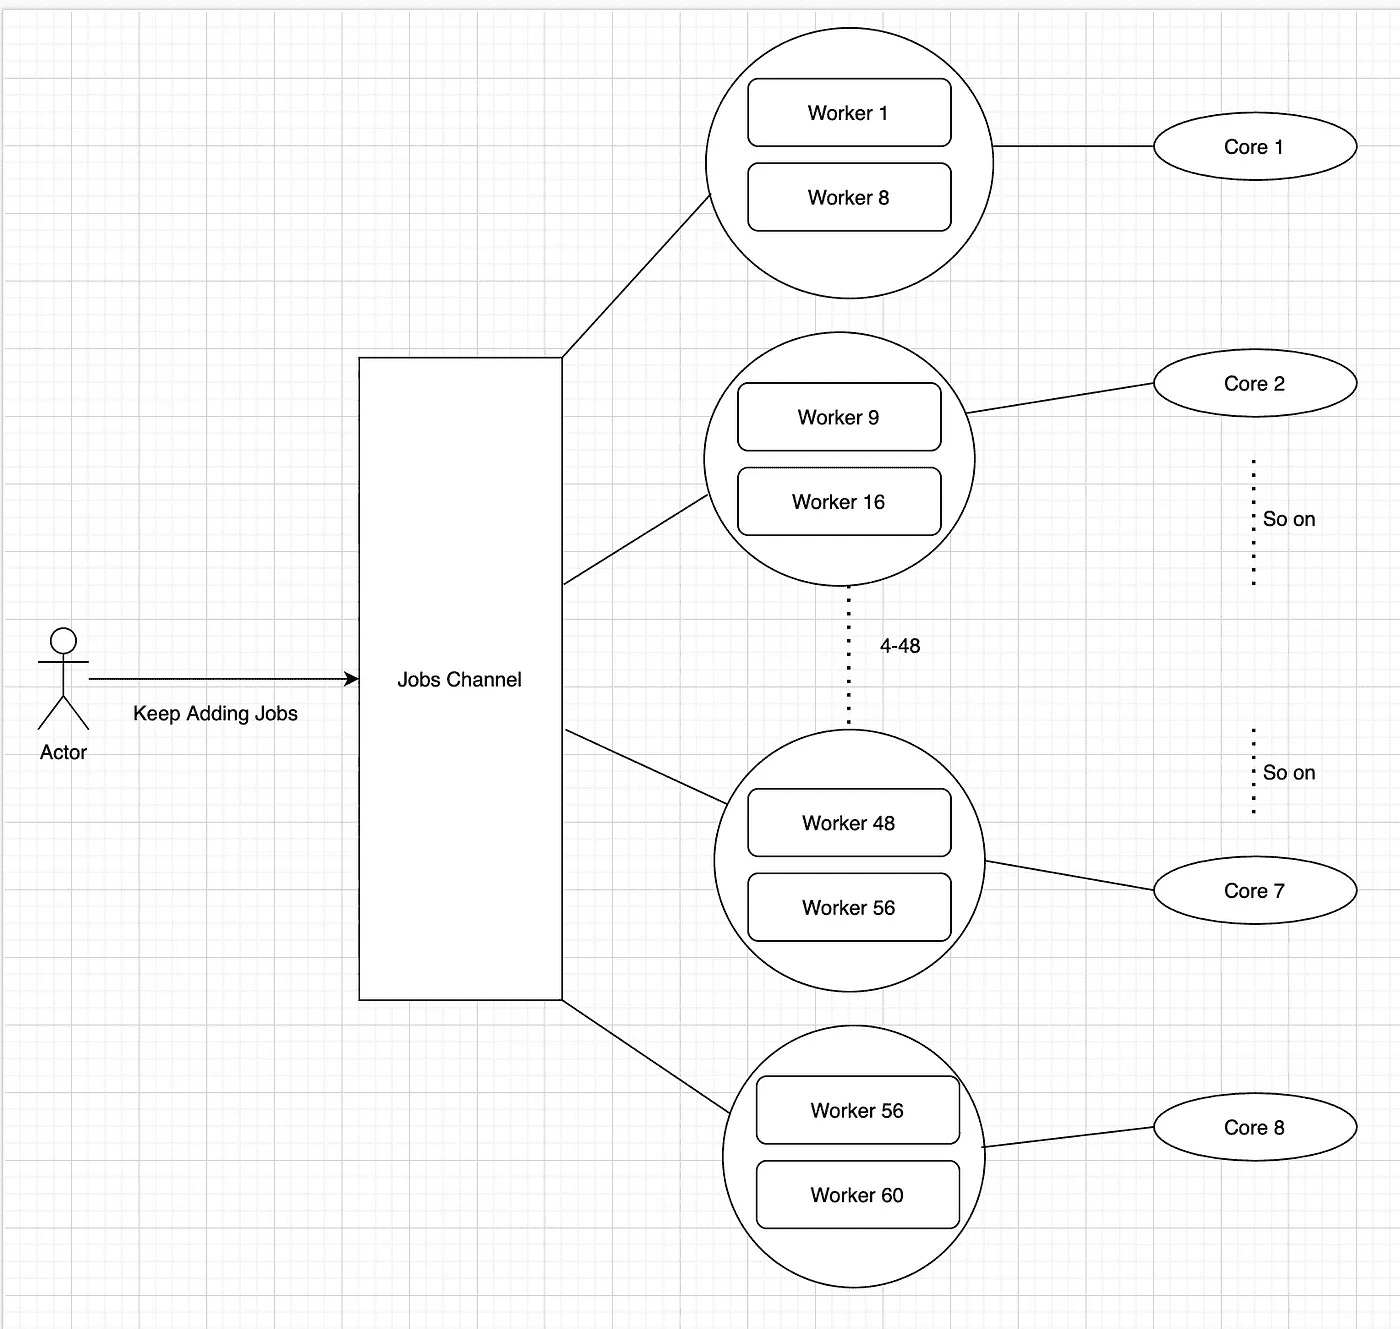 Worker 1
Worker 8
Core 1
Worker 9
Worker 16
Core 2
So on
4-48
Jobs Channel
Keep Adding Jobs
Actor
So on
Worker 48
Worker 56
Core 7
Worker 56
Worker 60
Core 8